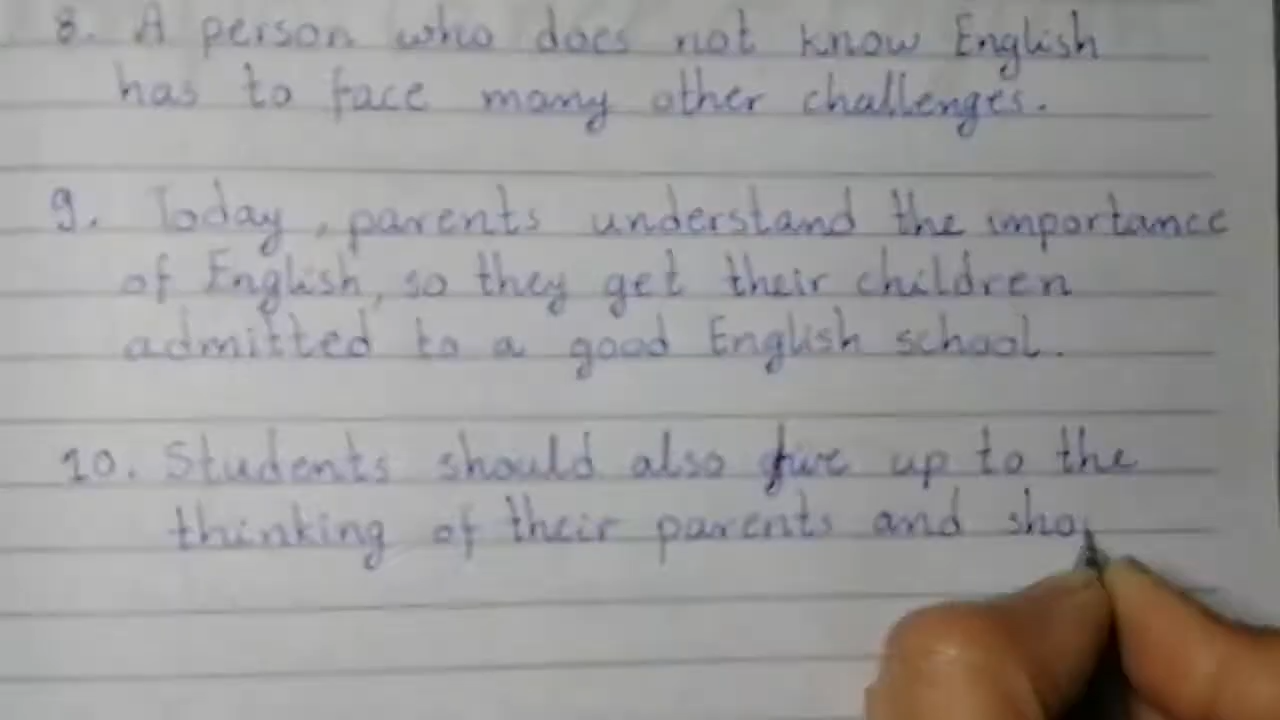 8. A person who does not know English
has to face many other challenges.
9. Today, parents understand the importance
of English, so they get their children
admitted to a good English school.
10. Students should also live up to the
thinking of their parents and sho